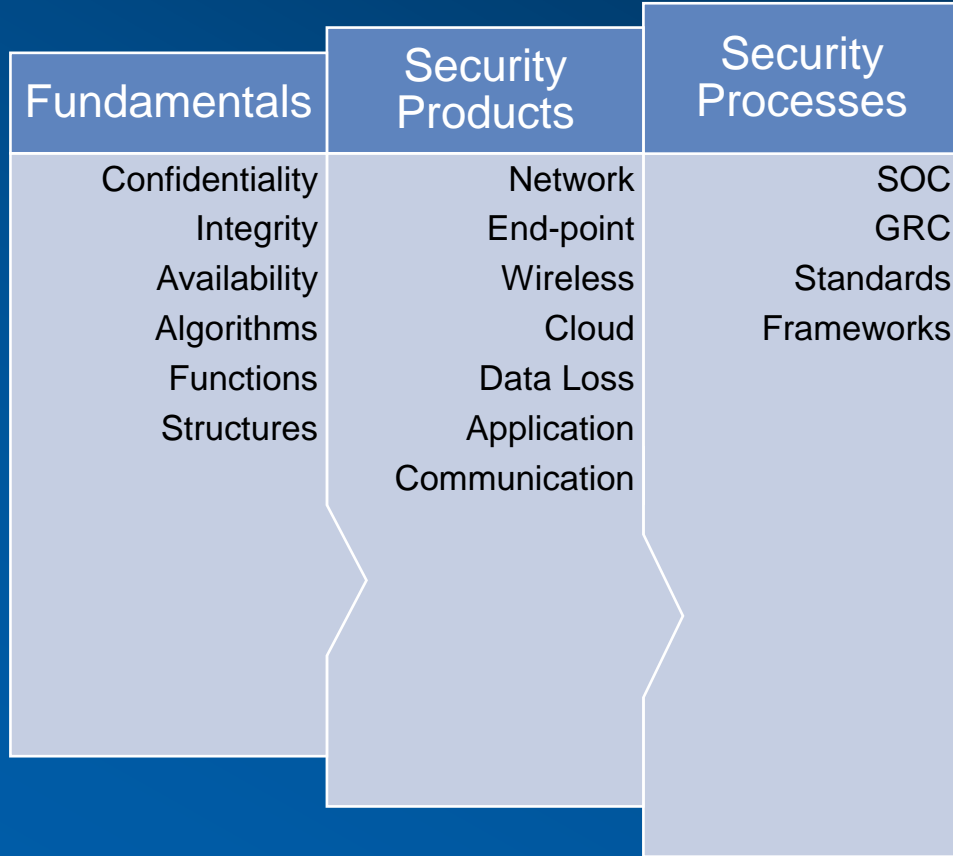 Fundamentals
Confidentiality
Integrity
Availability
Algorithms
Functions
Structures
Security
Products
Network
End-point
Wireless
Cloud
Data Loss
Application
Communication
Security
Processes
SOC
GRC
Standards
Frameworks